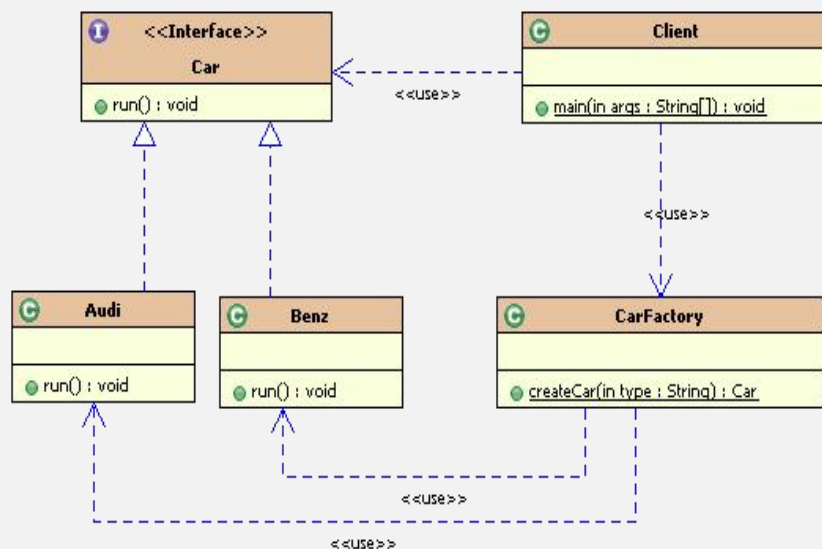 I <<Interface>>
Car
run() : void
C Client
main(in args : String[]) : void
<<use>>
<<use>>
C Audi
run() : void
C Benz
run() : void
C CarFactory
createCar(in type : String) : Car
<<use>>
<<use>>